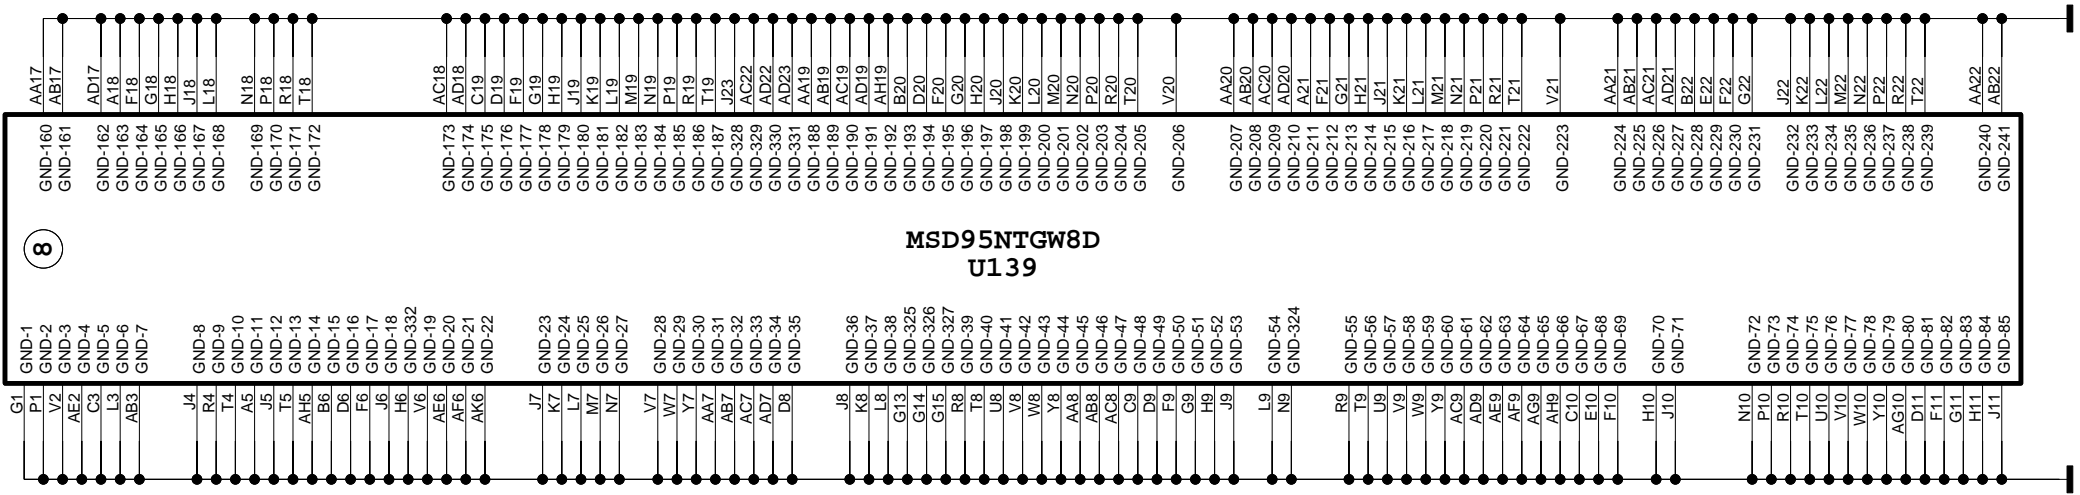 AA17 AB17 AD17 A18 F18 G18 H18 J18 L18 N18 P18 R18 T18 AC18 AD18 C19 D19 F19 G19 H19 J19 K19 L19 M19 N19 P19 R19 T19 J23 AC22 AD22 AD23 AA19 AB19 AC19 AD19 AH19 B20 D20 F20 G20 H20 J20 K20 L20 M20 N20 P20 R20 T20 V20 AA20 AB20 AC20 AD20 A21 F21 G21 H21 J21 K21 L21 M21 N21 P21 R21 T21 V21 AA21 AB21 AC21 AD21 B22 E22 F22 G22 J22 K22 L22 M22 N22 P22 R22 T22 AA22 AB22
GND-160 GND-161 GND-162 GND-163 GND-164 GND-165 GND-166 GND-167 GND-168 GND-169 GND-170 GND-171 GND-172 GND-173 GND-174 GND-175 GND-176 GND-177 GND-178 GND-179 GND-180 GND-181 GND-182 GND-183 GND-184 GND-185 GND-186 GND-187 GND-328 GND-329 GND-330 GND-331 GND-188 GND-189 GND-190 GND-191 GND-192 GND-193 GND-194 GND-195 GND-196 GND-197 GND-198 GND-199 GND-200 GND-201 GND-202 GND-203 GND-204 GND-205 GND-206 GND-207 GND-208 GND-209 GND-210 GND-211 GND-212 GND-213 GND-214 GND-215 GND-216 GND-217 GND-218 GND-219 GND-220 GND-221 GND-222 GND-223 GND-224 GND-225 GND-226 GND-227 GND-228 GND-229 GND-230 GND-231 GND-232 GND-233 GND-234 GND-235 GND-236 GND-237 GND-238 GND-239 GND-240 GND-241
8
MSD95NTGW8D
U139
GND-1 GND-2 GND-3 GND-4 GND-5 GND-6 GND-7 GND-8 GND-9 GND-10 GND-11 GND-12 GND-13 GND-14 GND-15 GND-16 GND-17 GND-18 GND-332 GND-19 GND-20 GND-21 GND-22 GND-23 GND-24 GND-25 GND-26 GND-27 GND-28 GND-29 GND-30 GND-31 GND-32 GND-33 GND-34 GND-35 GND-36 GND-37 GND-38 GND-325 GND-326 GND-327 GND-39 GND-40 GND-41 GND-42 GND-43 GND-44 GND-45 GND-46 GND-47 GND-48 GND-49 GND-50 GND-51 GND-52 GND-53 GND-54 GND-324 GND-55 GND-56 GND-57 GND-58 GND-59 GND-60 GND-61 GND-62 GND-63 GND-64 GND-65 GND-66 GND-67 GND-68 GND-69 GND-70 GND-71 GND-72 GND-73 GND-74 GND-75 GND-76 GND-77 GND-78 GND-79 GND-80 GND-81 GND-82 GND-83 GND-84 GND-85
G1 P1 V2 AE2 C3 L3 AB3 J4 R4 T4 A5 J5 T5 AH5 B6 D6 F6 J6 H6 V6 AE6 AF6 AK6 J7 K7 L7 M7 N7 V7 W7 Y7 AA7 AB7 AC7 AD7 D8 J8 K8 L8 G13 G14 G15 R8 T8 U8 V8 W8 Y8 AA8 AB8 AC8 C9 D9 F9 G9 H9 J9 L9 N9 R9 T9 U9 V9 W9 Y9 AC9 AD9 AE9 AF9 AG9 AH9 C10 E10 F10 H10 J10 N10 P10 R10 T10 U10 V10 W10 Y10 AG10 D11 F11 G11 H11 J11